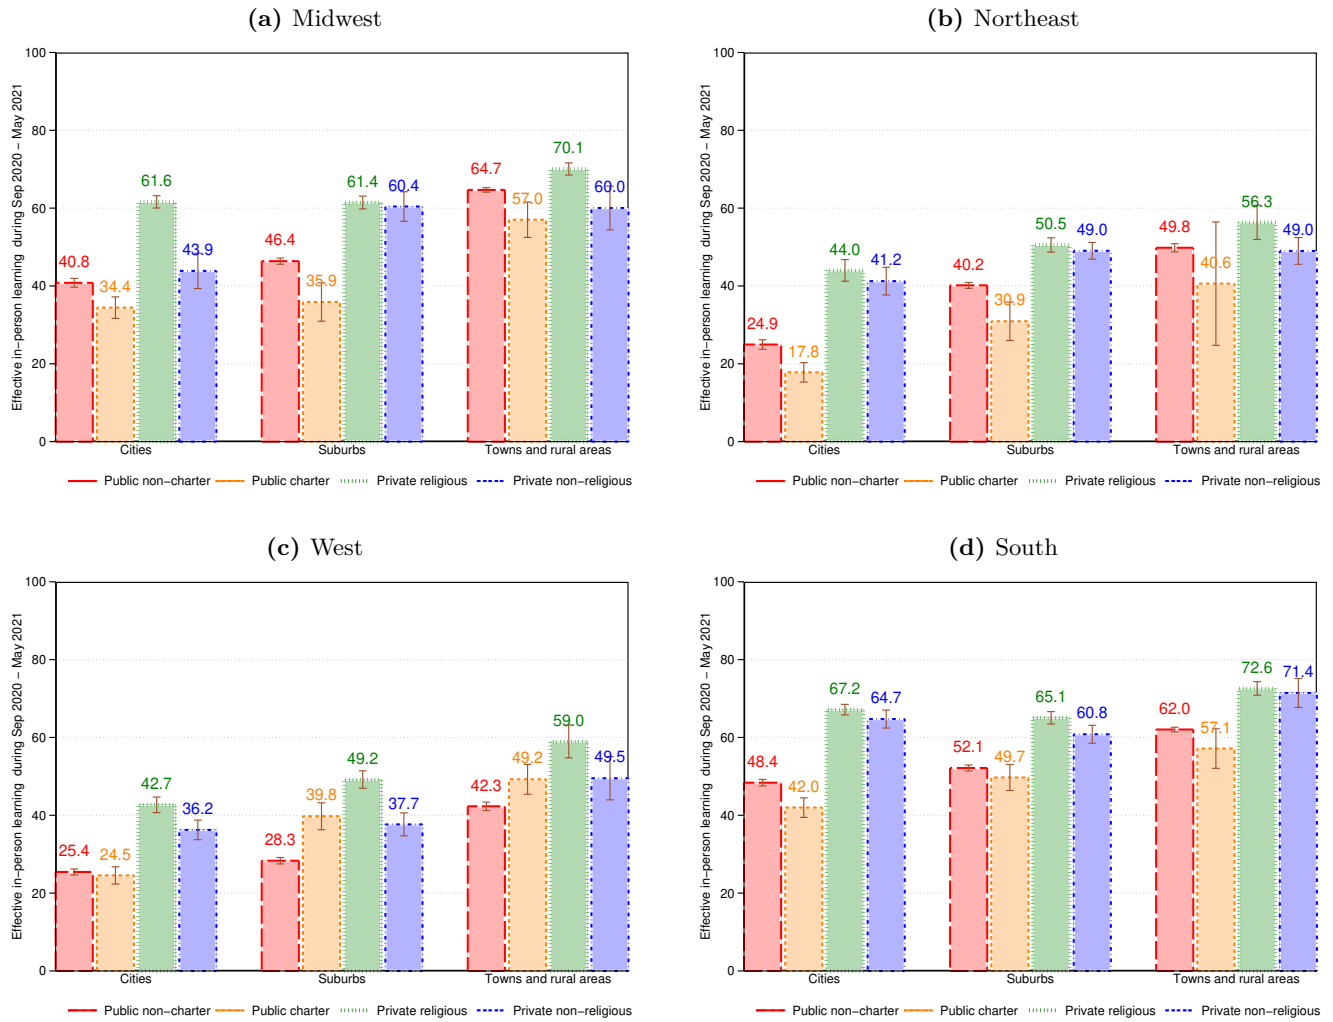 (a) Midwest
Effective in-person learning during Sep 2020 – May 2021
100
80
60
40
20
0
40.8
34.4
61.6
43.9
46.4
35.9
61.4
60.4
64.7
57.0
70.1
60.0
Cities
Suburbs
Towns and rural areas
Public non-charter
Public charter
Private religious
Private non-religious
(b) Northeast
Effective in-person learning during Sep 2020 – May 2021
100
80
60
40
20
0
24.9
17.8
44.0
41.2
40.2
30.9
50.5
49.0
49.8
40.6
56.3
49.0
Cities
Suburbs
Towns and rural areas
Public non-charter
Public charter
Private religious
Private non-religious
(c) West
Effective in-person learning during Sep 2020 – May 2021
100
80
60
40
20
0
25.4
24.5
42.7
36.2
28.3
39.8
49.2
37.7
42.3
49.2
59.0
49.5
Cities
Suburbs
Towns and rural areas
Public non-charter
Public charter
Private religious
Private non-religious
(d) South
Effective in-person learning during Sep 2020 – May 2021
100
80
60
40
20
0
48.4
42.0
67.2
64.7
52.1
49.7
65.1
60.8
62.0
57.1
72.6
71.4
Cities
Suburbs
Towns and rural areas
Public non-charter
Public charter
Private religious
Private non-religious